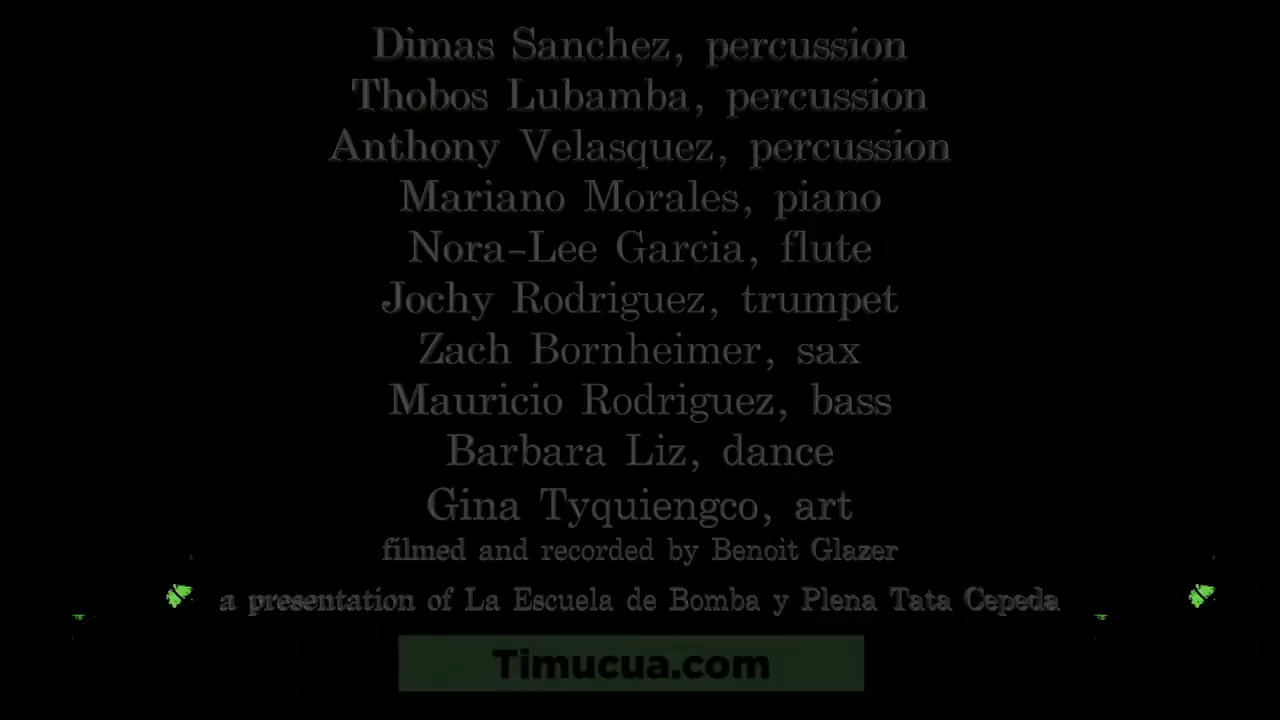 Dimas Sanchez, percussion
Thobos Lubamba, percussion
Anthony Velasquez, percussion
Mariano Morales, piano
Nora-Lee Garcia, flute
Jochy Rodriguez, trumpet
Zach Bornheimer, sax
Mauricio Rodriguez, bass
Barbara Liz, dance
Gina Tyquiengco, art
filmed and recorded by Benoit Glazer
a presentation of La Escuela de Bomba y Plena Tata Cepeda
Timucua.com